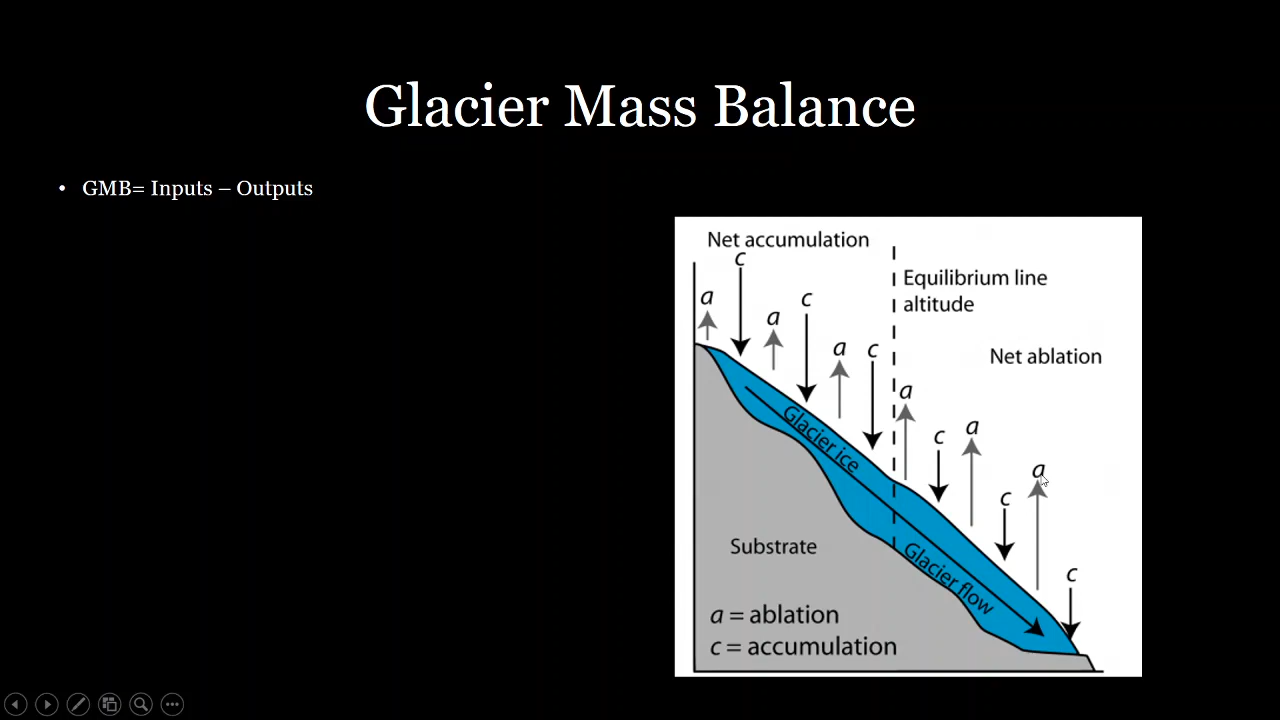 Glacier Mass Balance
• GMB= Inputs – Outputs
Net accumulation
c
Equilibrium line
altitude
a
c
a
Net ablation
a
c
a
c
a
a
c
c
Glacier ice
Substrate
Glacier flow
c
a = ablation
c = accumulation